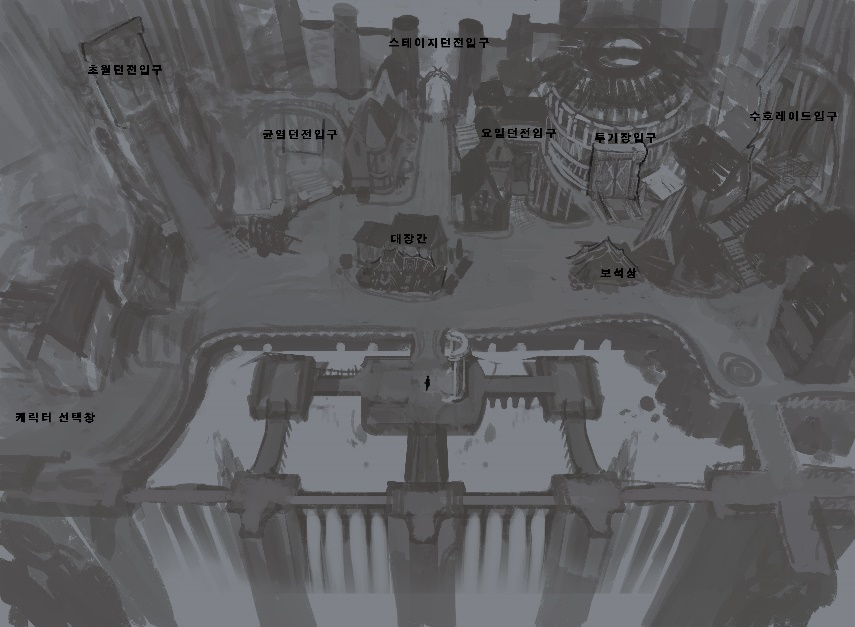 스테이지던전입구
초월던전입구
수호레이드입구
균열던전입구
요일던전입구
투기장입구
대장간
보석상
캐릭터 선택창